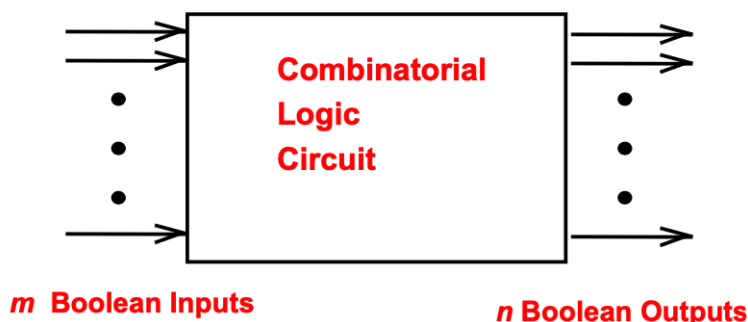 Combinatorial
Logic
Circuit
m Boolean Inputs
n Boolean Outputs